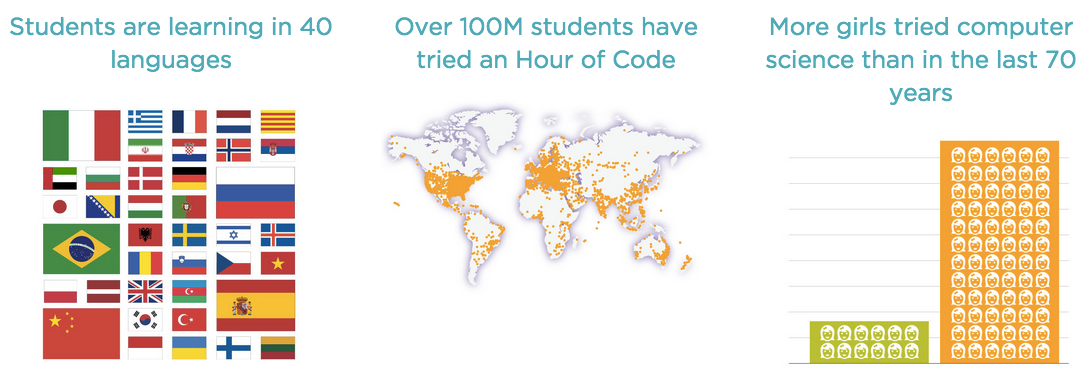 Students are learning in 40
languages
Over 100M students have
tried an Hour of Code
More girls tried computer
science than in the last 70
years